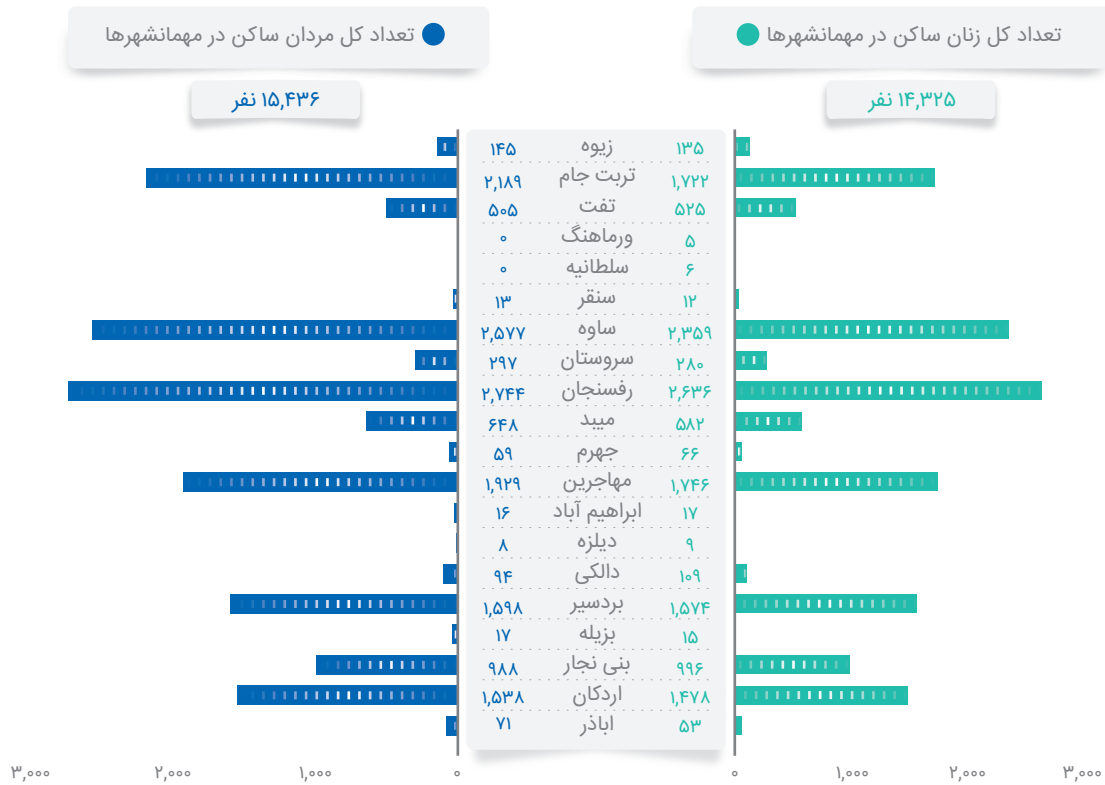 تعداد کل زنان ساکن در مهمانشهرها
تعداد کل مردان ساکن در مهمانشهرها
۱۴,۳۲۵ نفر
۱۵,۴۳۶ نفر
۱۳۵ زیوه ۱۴۵
۱,۷۲۲ تربت جام ۲,۱۸۹
۵۲۵ تفت ۵۰۵
۵ ورماهنگ ۰
۶ سلطانیه ۰
۱۲ سنقر ۱۳
۲,۳۵۹ ساوه ۲,۵۷۷
۲۸۰ سروستان ۲۹۷
۲,۶۳۶ رفسنجان ۲,۷۴۴
۵۸۲ میبد ۶۴۸
۶۶ جهرم ۵۹
۱,۷۴۶ مهاجرین ۱,۹۲۹
۱۷ ابراهیم آباد ۱۶
۹ دیلزه ۸
۱۰۹ دالکی ۹۴
۱,۵۷۴ بردسیر ۱,۵۹۸
۱۵ بزیله ۱۷
۹۹۶ بنی نجار ۹۸۸
۱,۴۷۸ اردکان ۱,۵۳۸
۵۳ اباذر ۷۱
۳,۰۰۰ ۲,۰۰۰ ۱,۰۰۰ ۰ ۰ ۱,۰۰۰ ۲,۰۰۰ ۳,۰۰۰